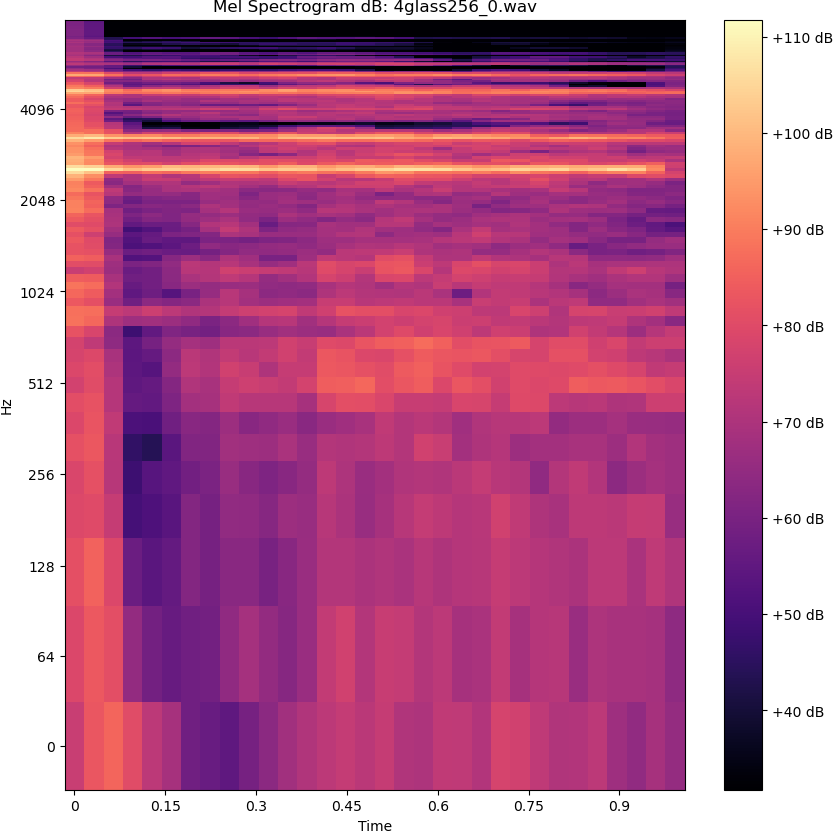 Mel Spectrogram dB: 4glass256_0.wav
4096
2048
1024
512
256
128
64
0
Hz
0
0.15
0.3
0.45
0.6
0.75
0.9
Time
+110 dB
+100 dB
+90 dB
+80 dB
+70 dB
+60 dB
+50 dB
+40 dB